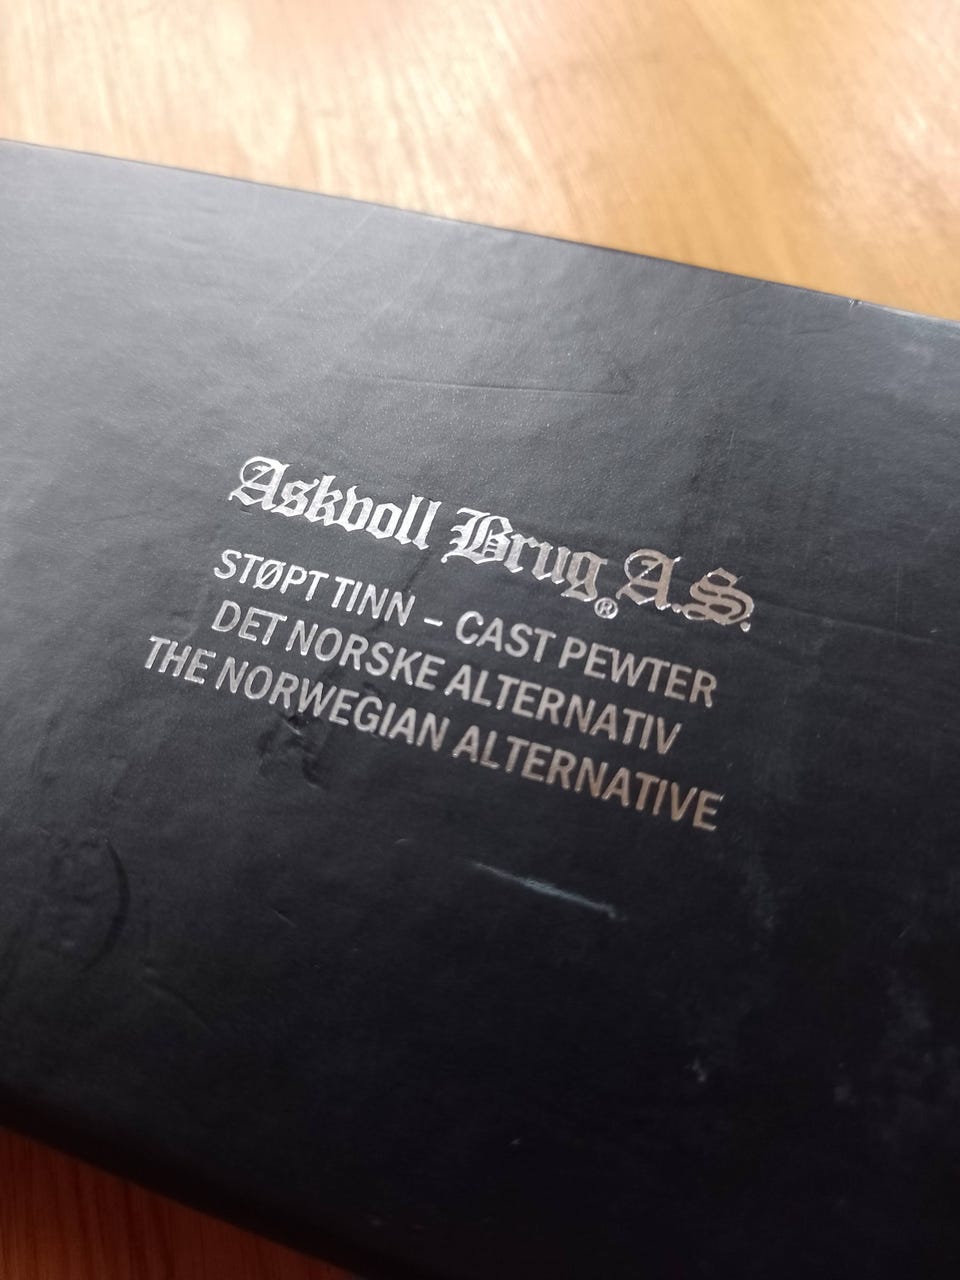 Askvoll Brug A.S.®
STØPT TINN – CAST PEWTER
DET NORSKE ALTERNATIV
THE NORWEGIAN ALTERNATIVE